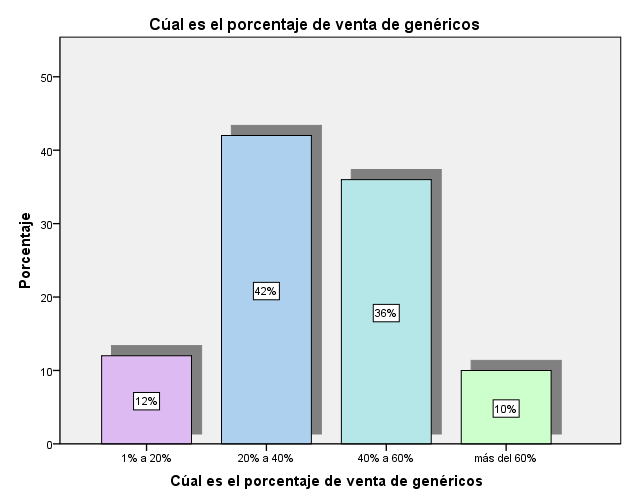 Cúal es el porcentaje de venta de genéricos
50
40
30
20
10
0
Porcentaje
12%
42%
36%
10%
1% a 20%
20% a 40%
40% a 60%
más del 60%
Cúal es el porcentaje de venta de genéricos